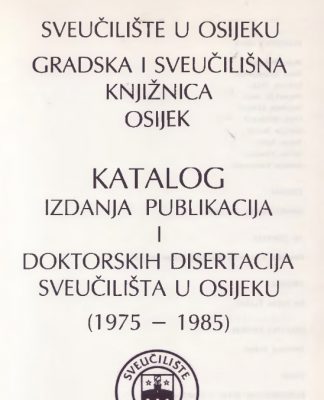 SVEUČILIŠTE U OSIJEKU
GRADSKA I SVEUČILIŠNA
KNJIŽNICA
OSIJEK
KATALOG
IZDANJA PUBLIKACIJA
I
DOKTORSKIH DISERTACIJA
SVEUČILIŠTA U OSIJEKU
(1975 – 1985)
SVEUČILIŠTE